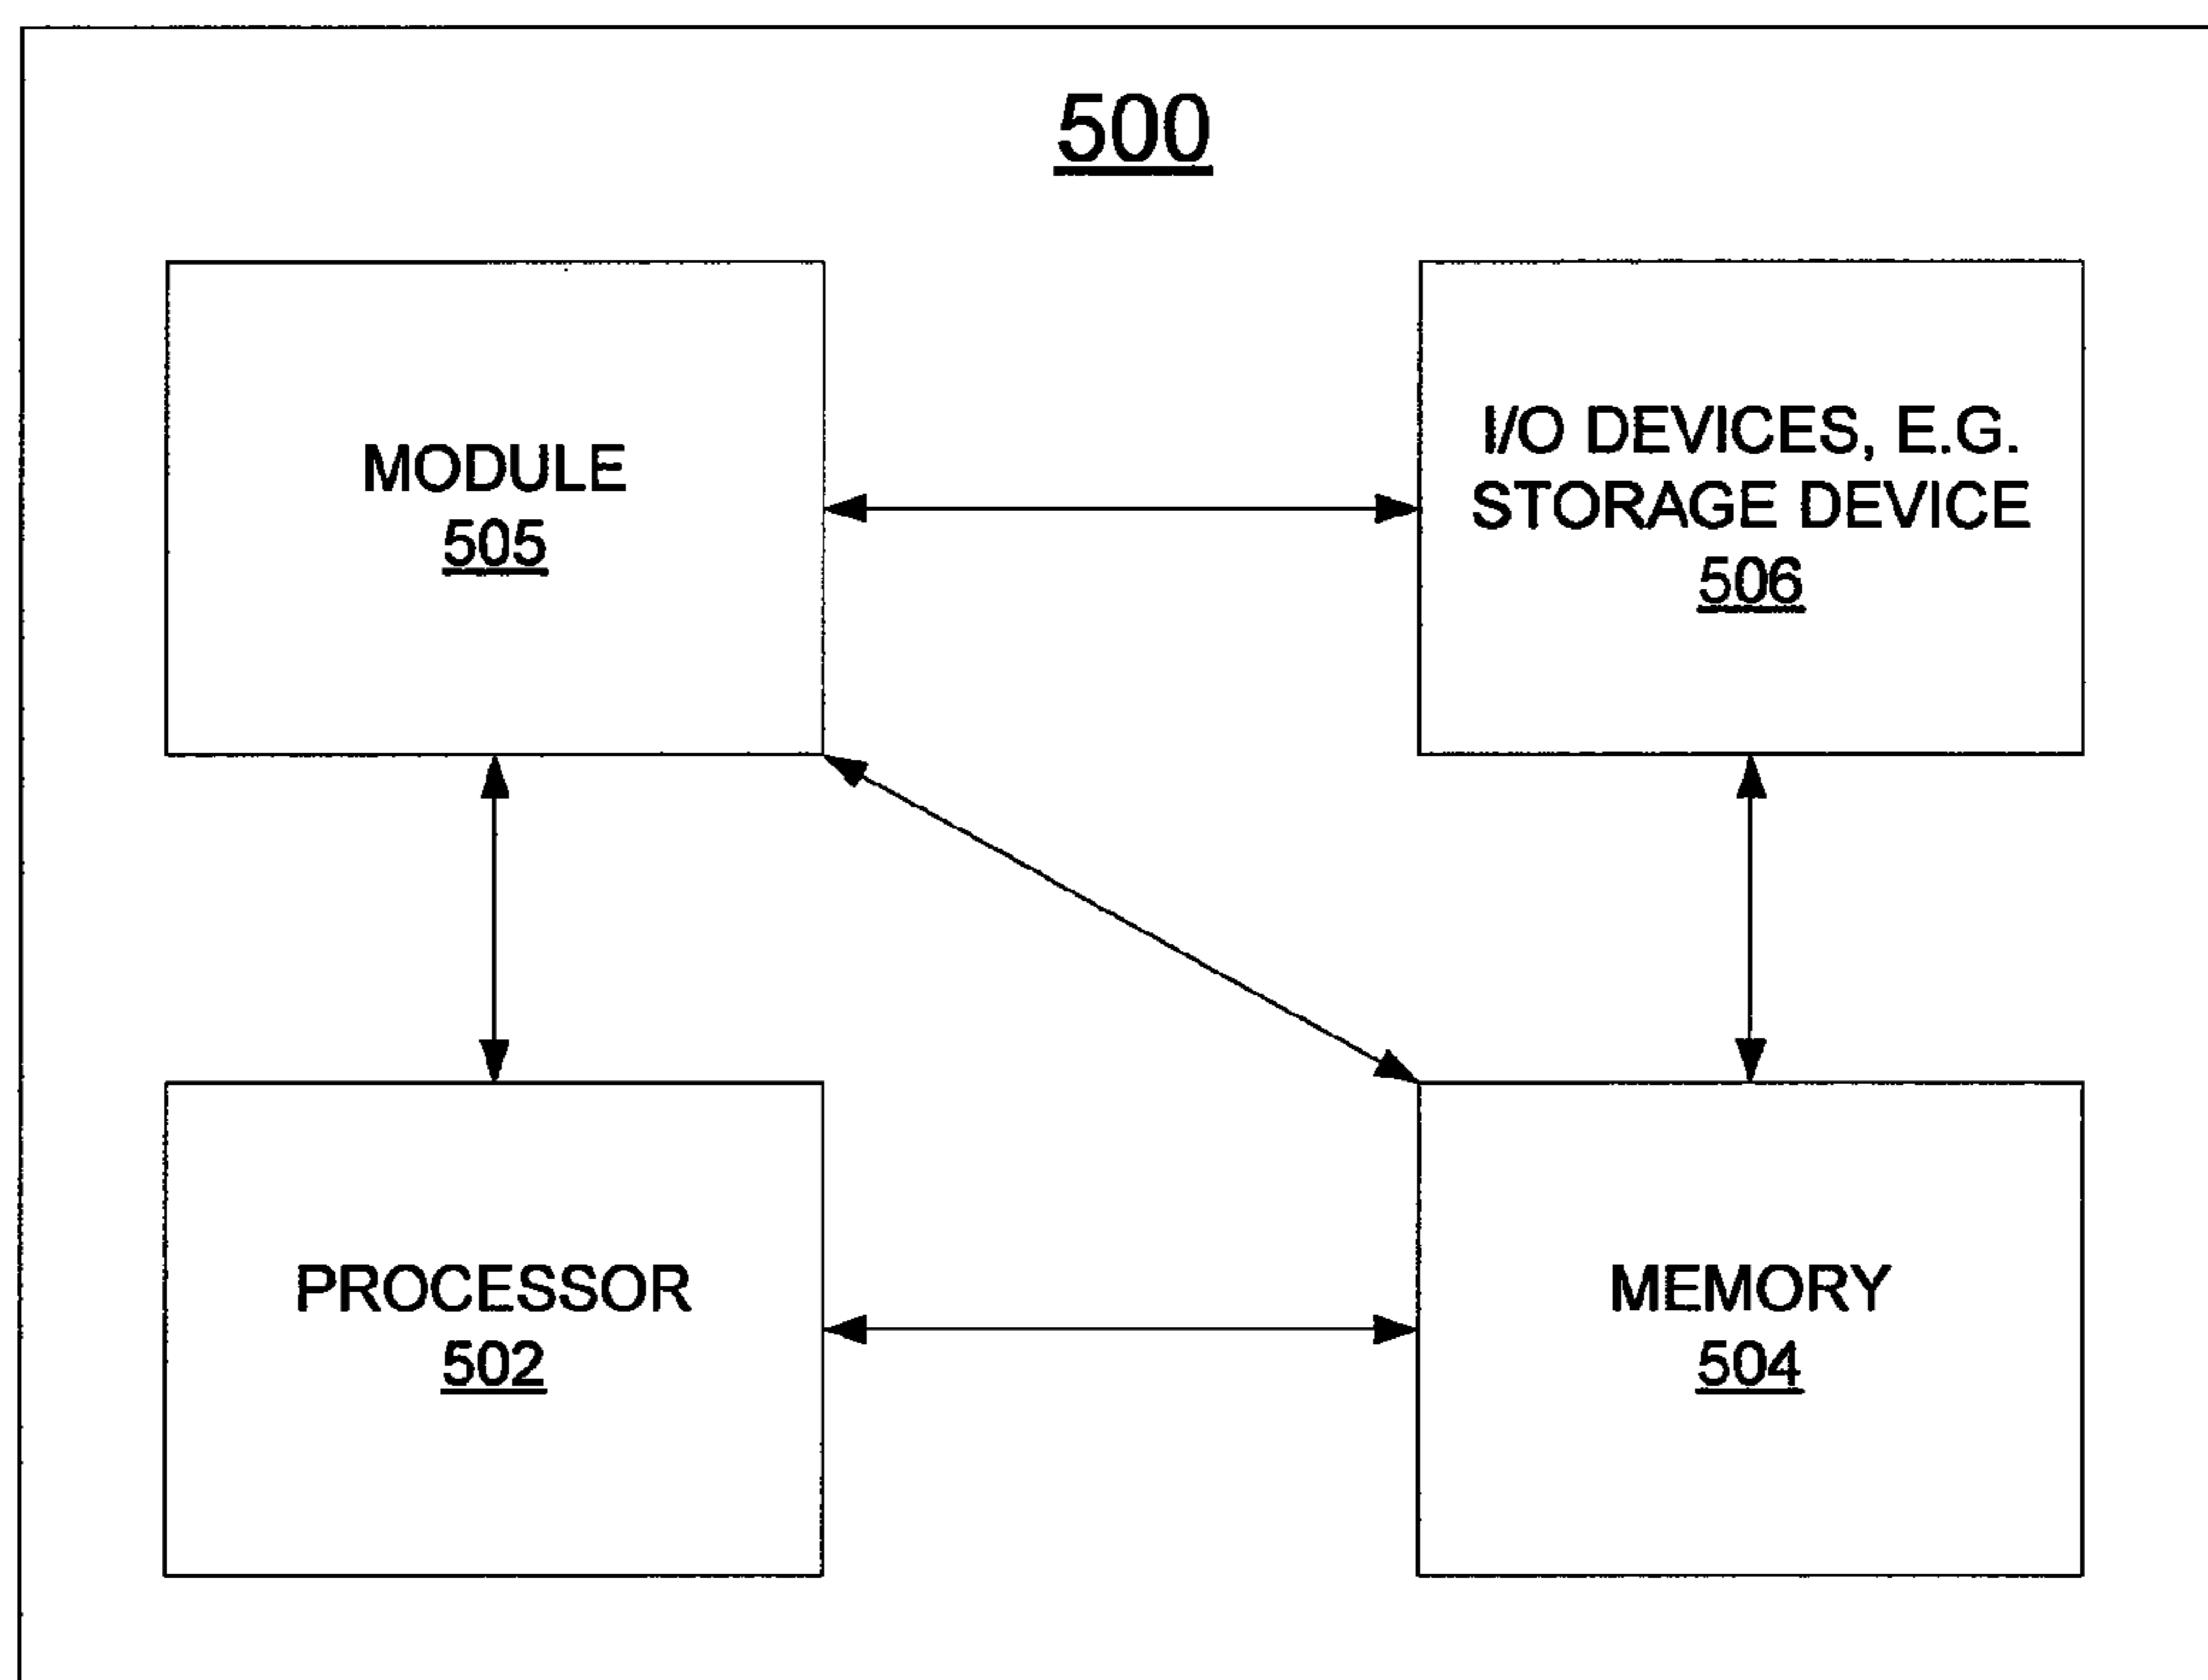 500
MODULE
505
I/O DEVICES, E.G.
STORAGE DEVICE
506
PROCESSOR
502
MEMORY
504